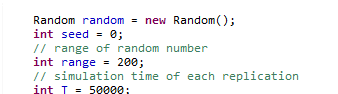 Random random = new Random();
int seed = 0;
// range of random number
int range = 200;
// simulation time of each replication
int T = 50000;